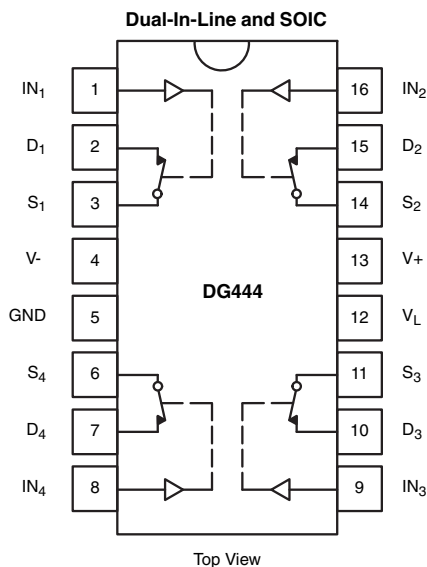 Dual-In-Line and SOIC
IN1 1 16 IN2
D1 2 15 D2
S1 3 14 S2
V- 4 13 V+
DG444
GND 5 12 VL
S4 6 11 S3
D4 7 10 D3
IN4 8 9 IN3
Top View